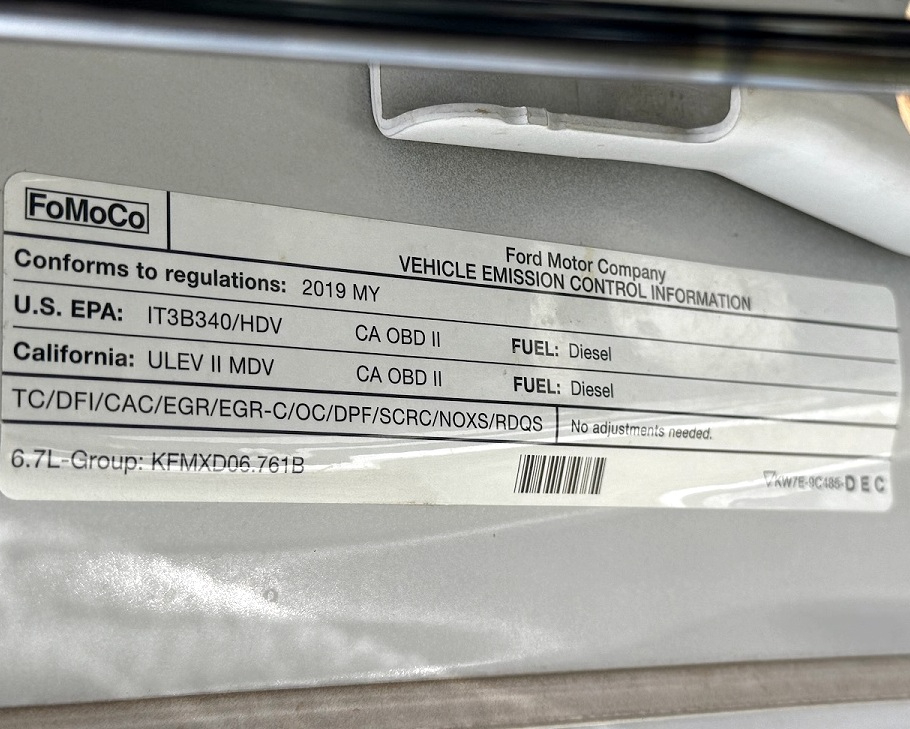 FoMoCo
Ford Motor Company
VEHICLE EMISSION CONTROL INFORMATION
Conforms to regulations: 2019 MY
U.S. EPA: IT3B340/HDV CA OBD II FUEL: Diesel
California: ULEV II MDV CA OBD II FUEL: Diesel
TC/DFI/CAC/EGR/EGR-C/OC/DPF/SCRC/NOXS/RDQS No adjustments needed.
6.7L-Group: KFMXD06.761B KW7E-9C485-DEC